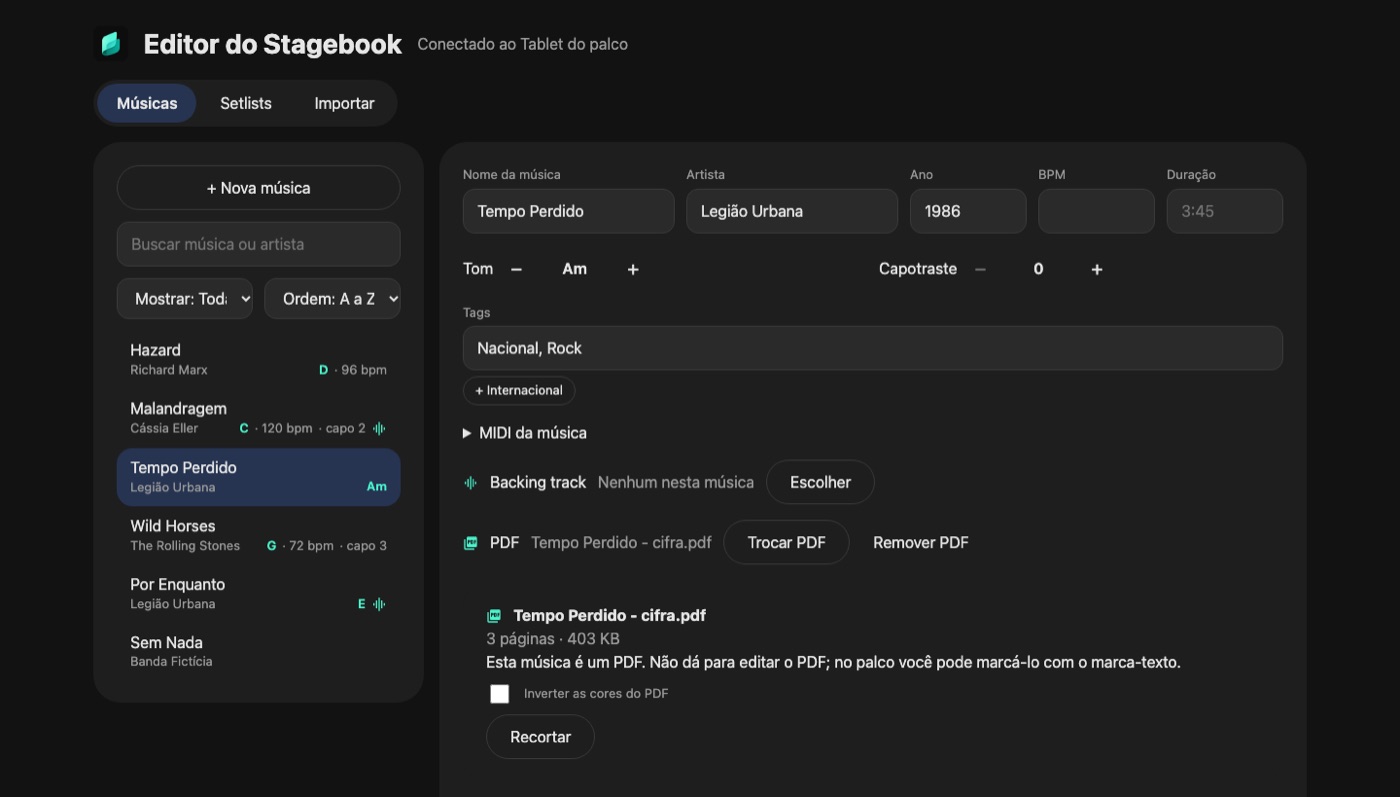 Editor do Stagebook Conectado ao Tablet do palco
Músicas Setlists Importar
+ Nova música
Buscar música ou artista
Mostrar: Toda Ordem: A a Z
Hazard
Richard Marx D · 96 bpm
Malandragem
Cássia Eller C · 120 bpm · capo 2
Tempo Perdido
Legião Urbana Am
Wild Horses
The Rolling Stones G · 72 bpm · capo 3
Por Enquanto
Legião Urbana E
Sem Nada
Banda Fictícia
Nome da música Artista Ano BPM Duração
Tempo Perdido Legião Urbana 1986 3:45
Tom − Am + Capotraste − 0 +
Tags
Nacional, Rock
+ Internacional
MIDI da música
Backing track Nenhum nesta música Escolher
PDF Tempo Perdido - cifra.pdf Trocar PDF Remover PDF
Tempo Perdido - cifra.pdf
3 páginas · 403 KB
Esta música é um PDF. Não dá para editar o PDF; no palco você pode marcá-lo com o marca-texto.
Inverter as cores do PDF
Recortar